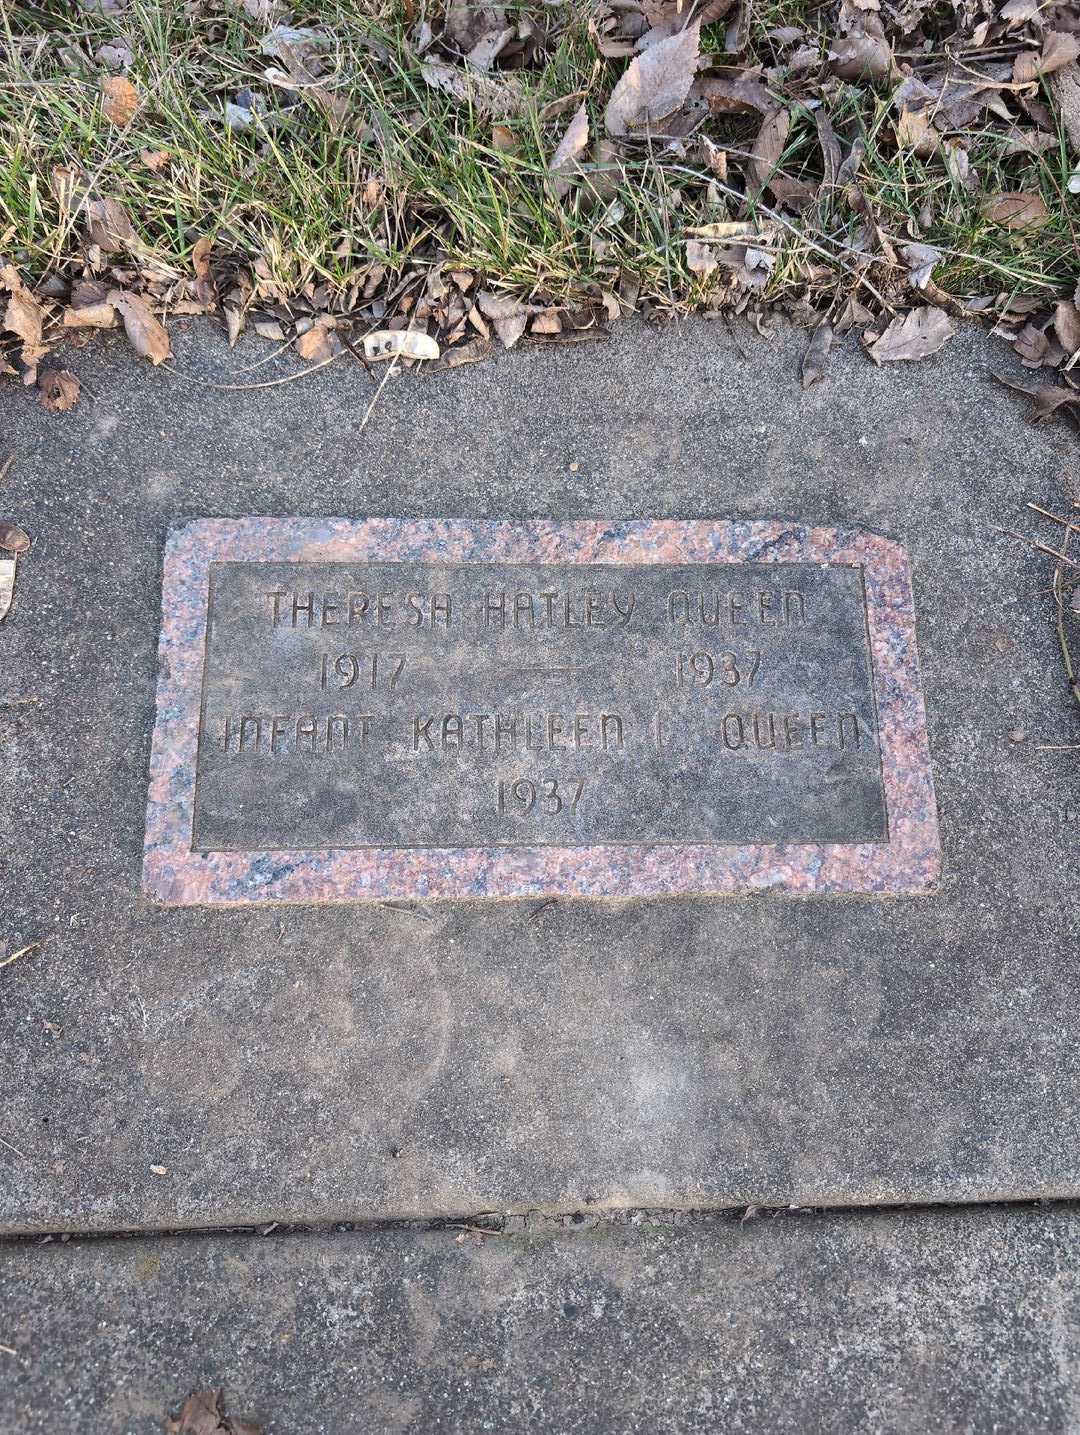 THERESA HATLEY QUEEN
1917 — 1937
INFANT KATHLEEN L QUEEN
1937